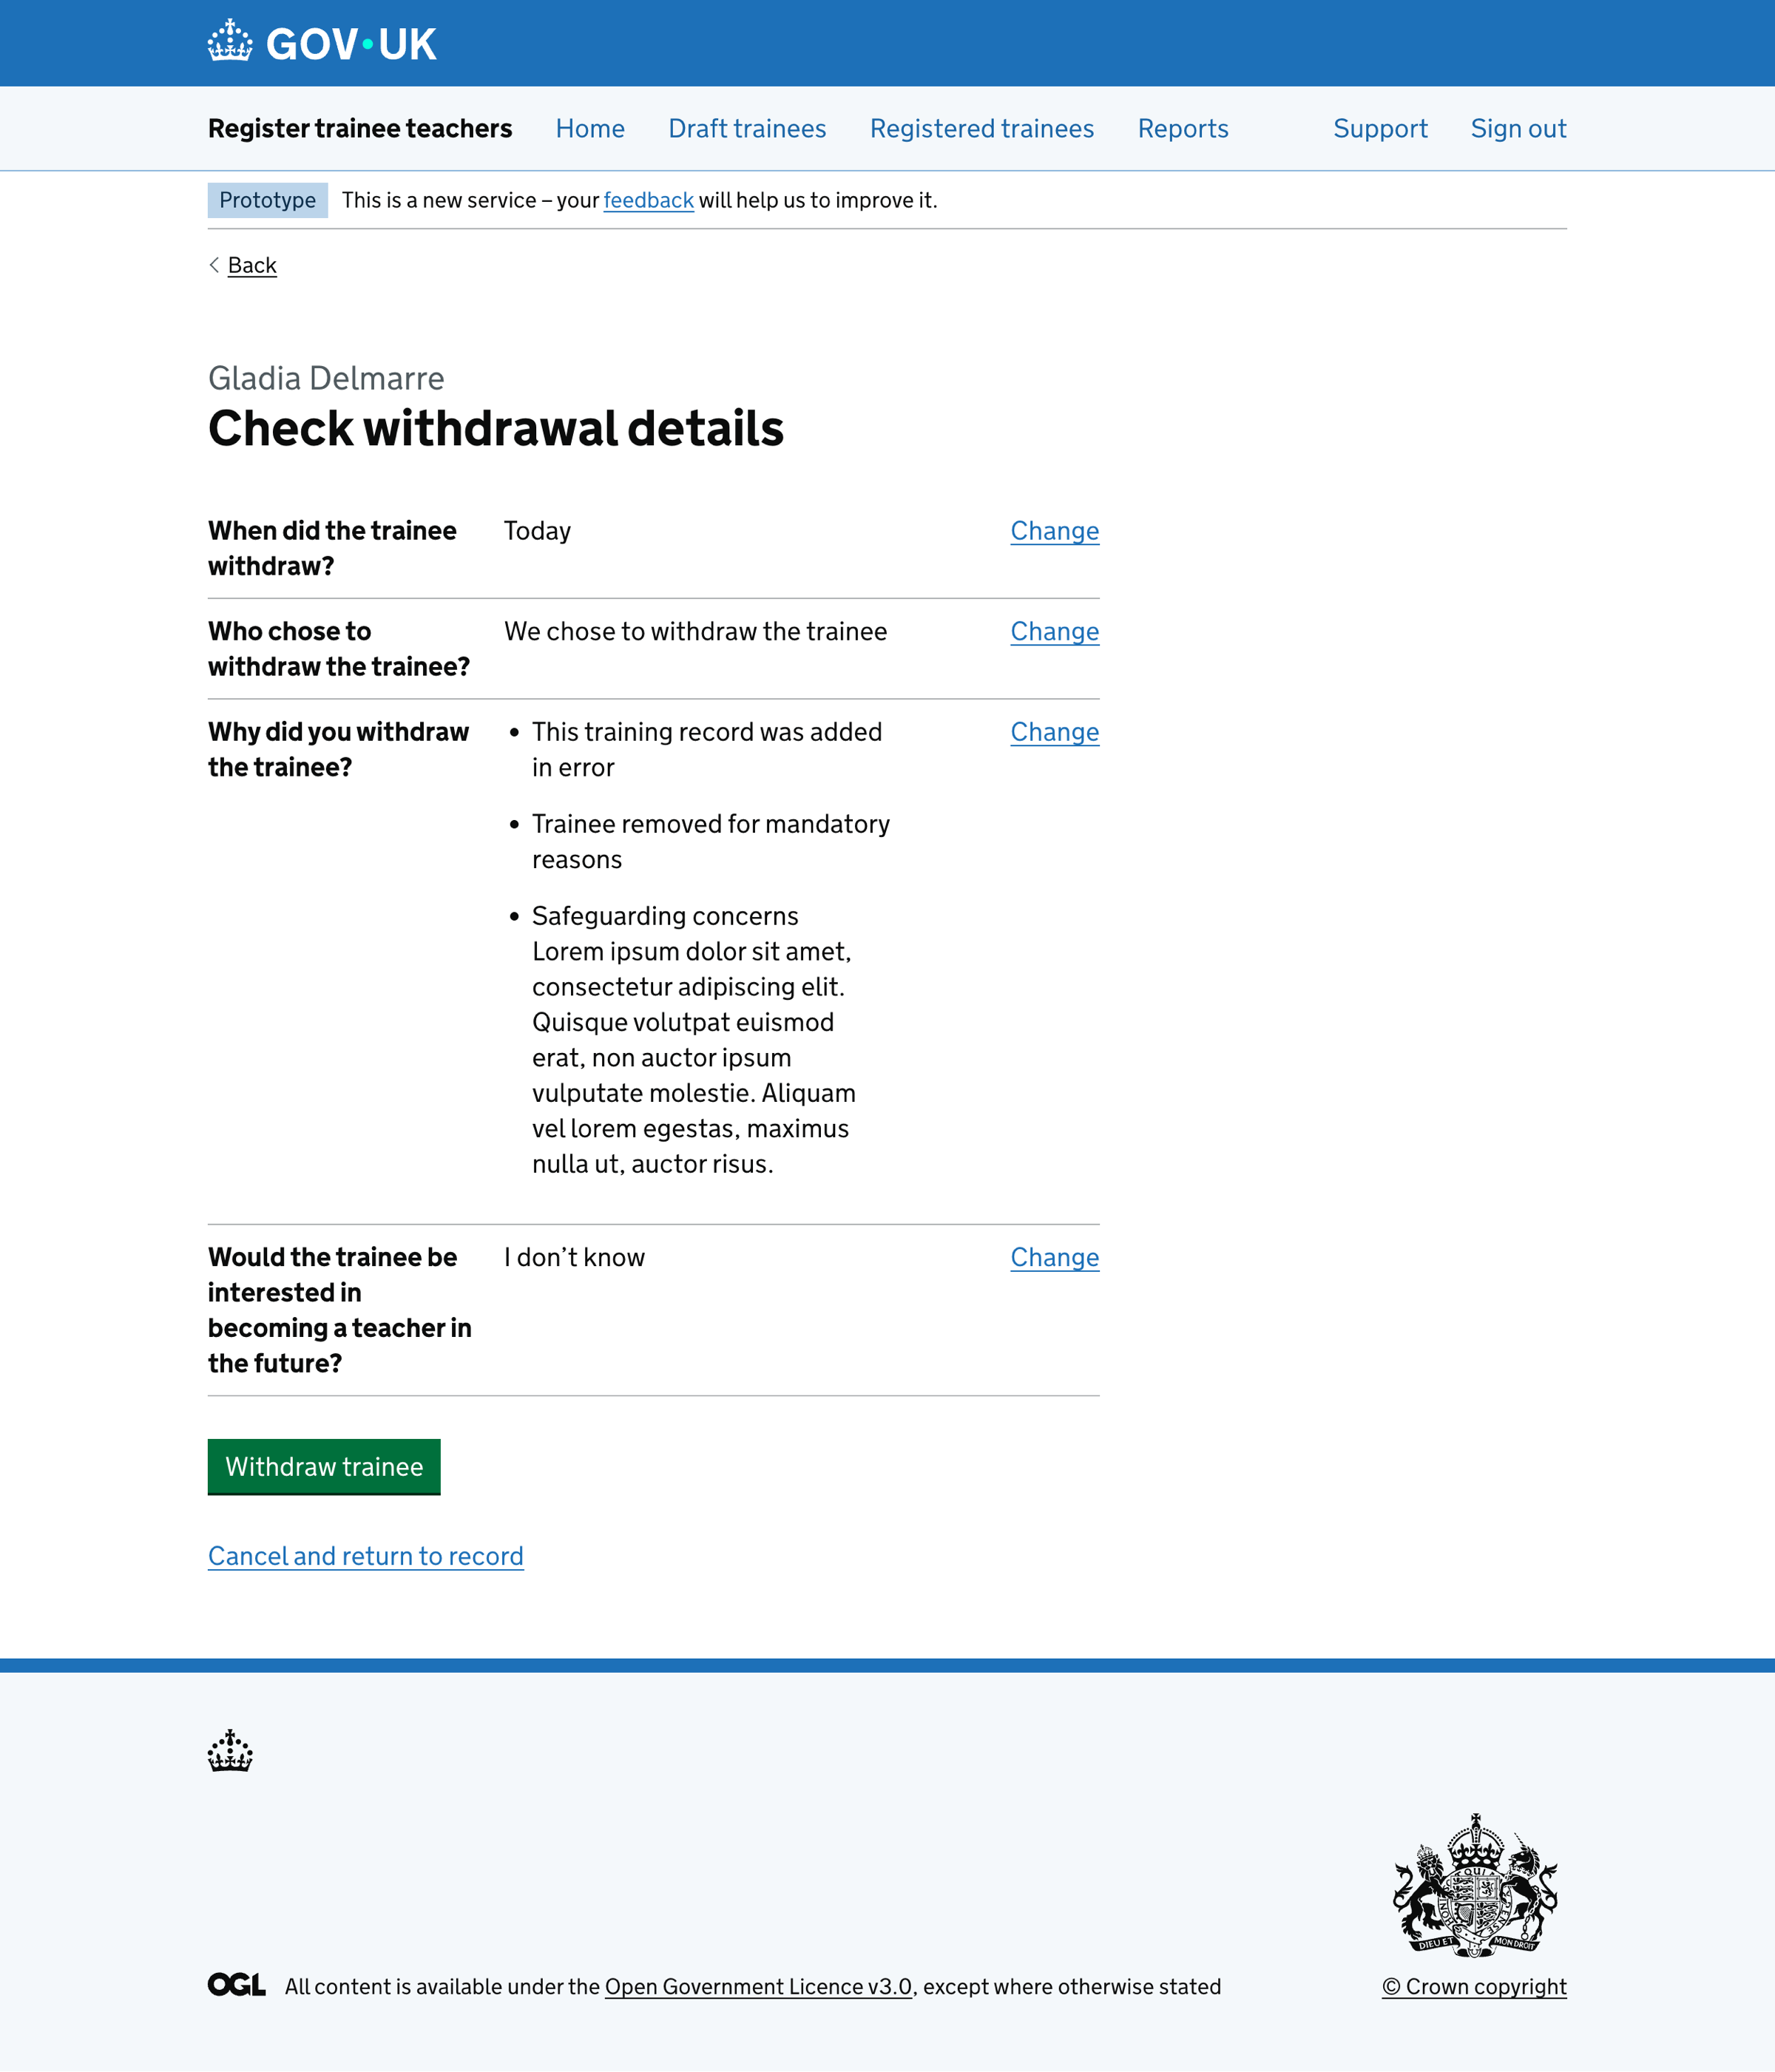 GOV·UK
Register trainee teachers Home Draft trainees Registered trainees Reports Support Sign out
Prototype This is a new service – your feedback will help us to improve it.
Back
Gladia Delmarre
Check withdrawal details
When did the trainee withdraw?
Today
Change
Who chose to withdraw the trainee?
We chose to withdraw the trainee
Change
Why did you withdraw the trainee?
• This training record was added
in error
• Trainee removed for mandatory
reasons
• Safeguarding concerns
Lorem ipsum dolor sit amet,
consectetur adipiscing elit.
Quisque volutpat euismod
erat, non auctor ipsum
vulputate molestie. Aliquam
vel lorem egestas, maximus
nulla ut, auctor risus.
Change
Would the trainee be
interested in
becoming a teacher in
the future?
I don’t know
Change
Withdraw trainee
Cancel and return to record
DIEU ET MON DROIT
OGL All content is available under the Open Government Licence v3.0, except where otherwise stated
© Crown copyright